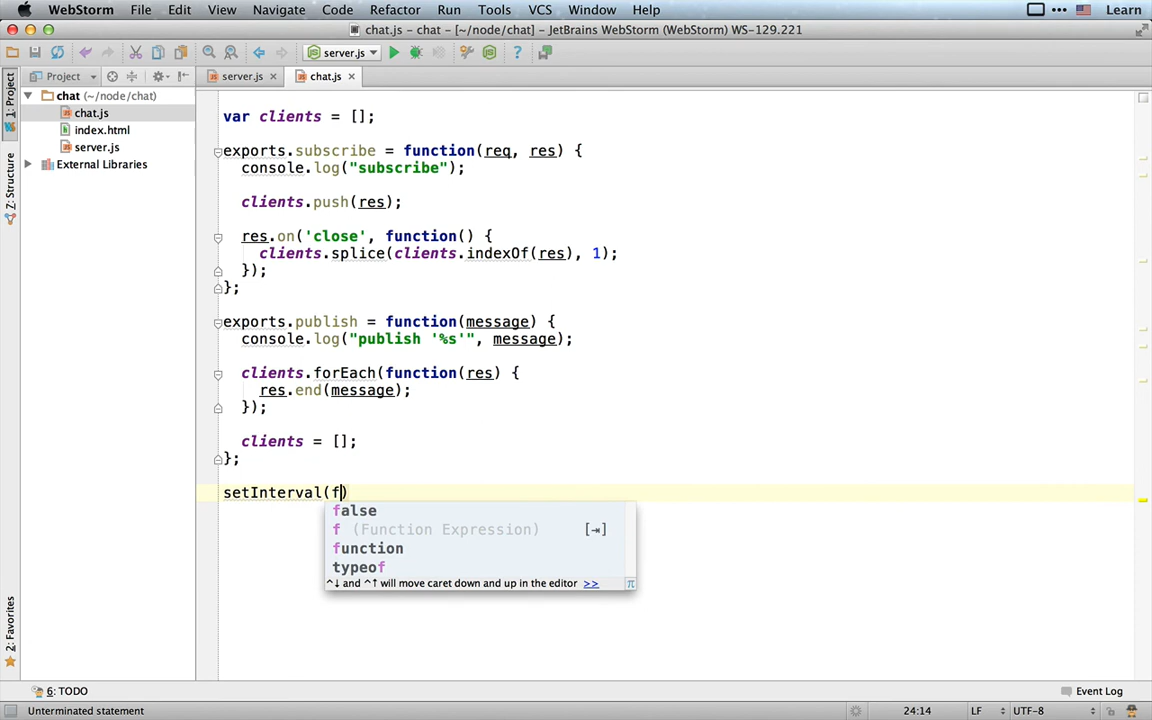 WebStorm File Edit View Navigate Code Refactor Run Tools VCS Window Help Learn
chat.js - chat - [~/node/chat] - JetBrains WebStorm (WebStorm) WS-129.221
server.js
Project
server.js
chat.js
1: Project
Z: Structure
2: Favorites
chat (~/node/chat)
chat.js
index.html
server.js
External Libraries
var clients = [];
exports.subscribe = function(req, res) {
console.log("subscribe");
clients.push(res);
res.on('close', function() {
clients.splice(clients.indexOf(res), 1);
});
};
exports.publish = function(message) {
console.log("publish '%s'", message);
clients.forEach(function(res) {
res.end(message);
});
clients = [];
};
setInterval(f)
false
f (Function Expression) [⇥]
function
typeof
^↓ and ^↑ will move caret down and up in the editor >> π
6: TODO
Event Log
Unterminated statement
24:14 LF UTF-8